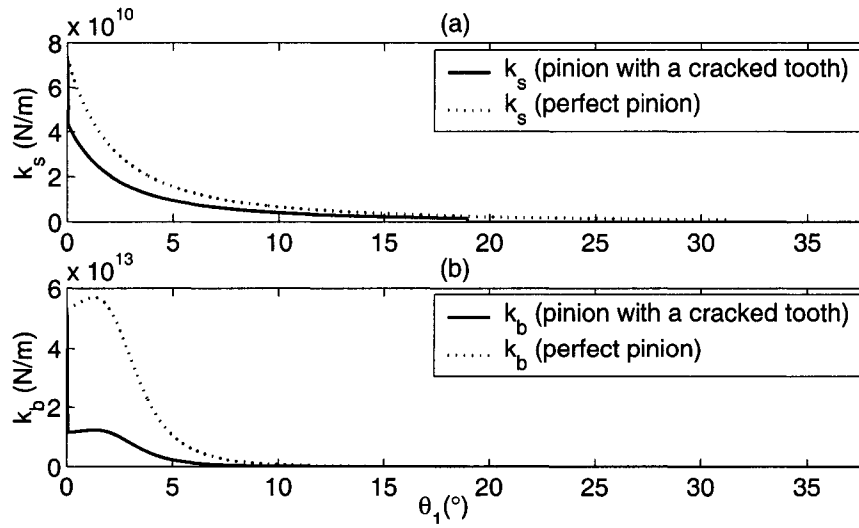 x 10^10
(a)
8
6
4
2
0
k_s (N/m)
k_s (pinion with a cracked tooth)
k_s (perfect pinion)
0 5 10 15 20 25 30 35
x 10^13
(b)
6
4
2
0
k_b (N/m)
k_b (pinion with a cracked tooth)
k_b (perfect pinion)
0 5 10 15 20 25 30 35
θ_1(°)